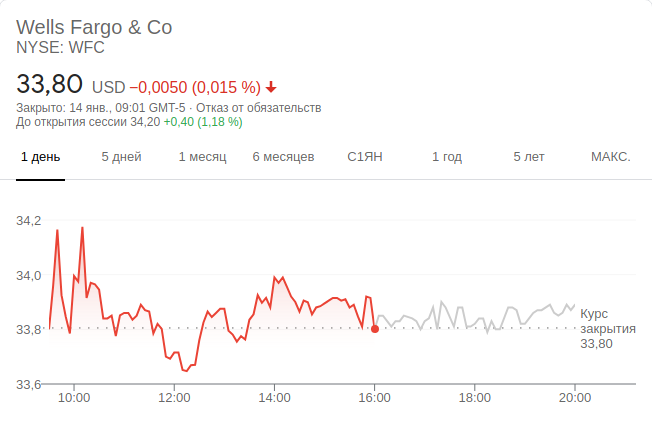 Wells Fargo & Co
NYSE: WFC
33,80 USD −0,0050 (0,015 %)
Закрыто: 14 янв., 09:01 GMT-5 · Отказ от обязательств
До открытия сессии 34,20 +0,40 (1,18 %)
1 день 5 дней 1 месяц 6 месяцев С1ЯН 1 год 5 лет МАКС.
34,2
34,0
33,8
33,6
Курс
закрытия
33,80
10:00 12:00 14:00 16:00 18:00 20:00